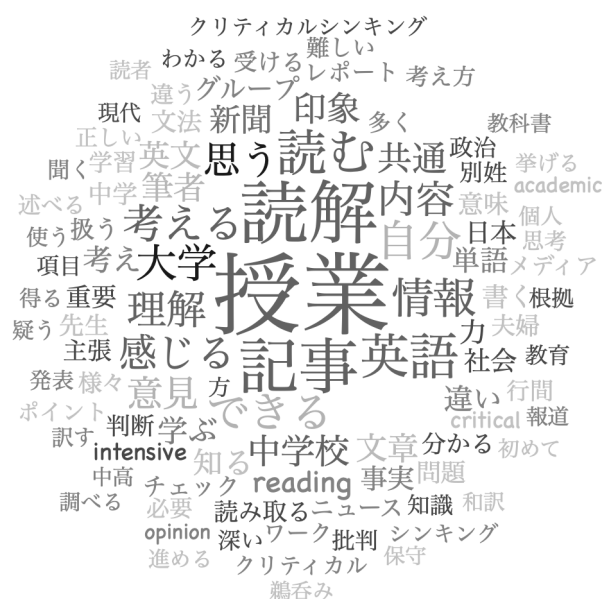 クリティカルシンキング
わかる 受ける 難しい
読者 グループ レポート 考え方
違う
現代 文法 新聞 印象 多く 教科書
正しい 英文 思う 読む 共通 政治
聞く 学習 別姓 挙げる
述べる 中学 筆者 読解 内容 意味 academic
使う 扱う 考える 自分 日本 個人
思考
項目 考え 大学 授業 単語 メディア
得る 重要 理解 情報 書く 根拠
疑う 先生 力 夫婦
主張 感じる 記事 英語 社会 教育
発表 様々 意見 方 違い 行間
ポイント できる critical 報道
訳す 判断 学ぶ
intensive 知る 中学校 文章 分かる 初めて
中高 チェック reading 事実 問題
調べる 必要 読み取る ニュース 知識 和訳
opinion 深い ワーク 批判 シンキング
進める クリティカル 保守
鵜呑み